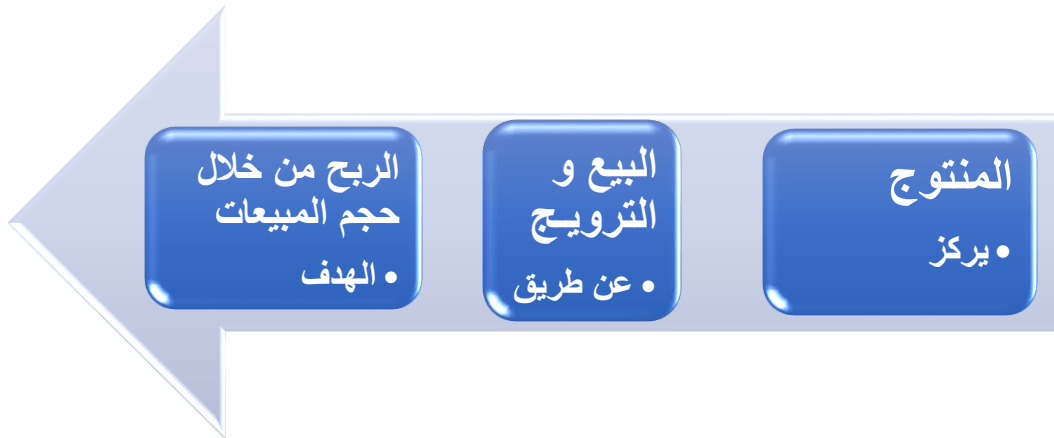 المنتوج
• يركز
البيع و
الترويـج
• عن طريق
الربح من خلال
حجم المبيعات
• الهدف